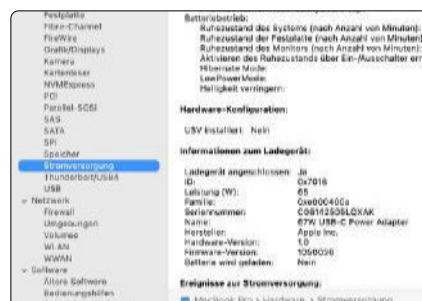 Festplatte
Fibre-Channel
FireWire
Grafik/Displays
Kamera
Kartenleser
NVMExpress
PCI
Parallel-SCSI
SAS
SATA
SPI
Speicher
Stromversorgung
Thunderbolt/USB4
USB
Netzwerk
Firewall
Umgebungen
Volumes
WLAN
WWAN
Software
Ältere Software
Bedienungshilfen
Batteriebetrieb:
Ruhezustand des Systems (nach Anzahl von Minuten):
Ruhezustand der Festplatte (nach Anzahl von Minuten)
Ruhezustand des Monitors (nach Anzahl von Minuten):
Aktivieren des Ruhezustands über Ein-/Ausschalter
Hibernate Mode:
LowPowerMode:
Helligkeit verringern:
Hardware-Konfiguration:
USV installiert: Nein
Informationen zum Ladegerät:
Ladegerät angeschlossen: Ja
ID: 0x7016
Leistung (W): 65
Familie: 0xe000400a
Seriennummer:
Name: 67W USB-C Power Adapter
Hersteller: Apple Inc.
Hardware-Version: 1.0
Firmware-Version:
Batterie wird geladen: Nein
Ereignisse zur Stromversorgung:
MacBook Pro › Hardware › Stromversorgung